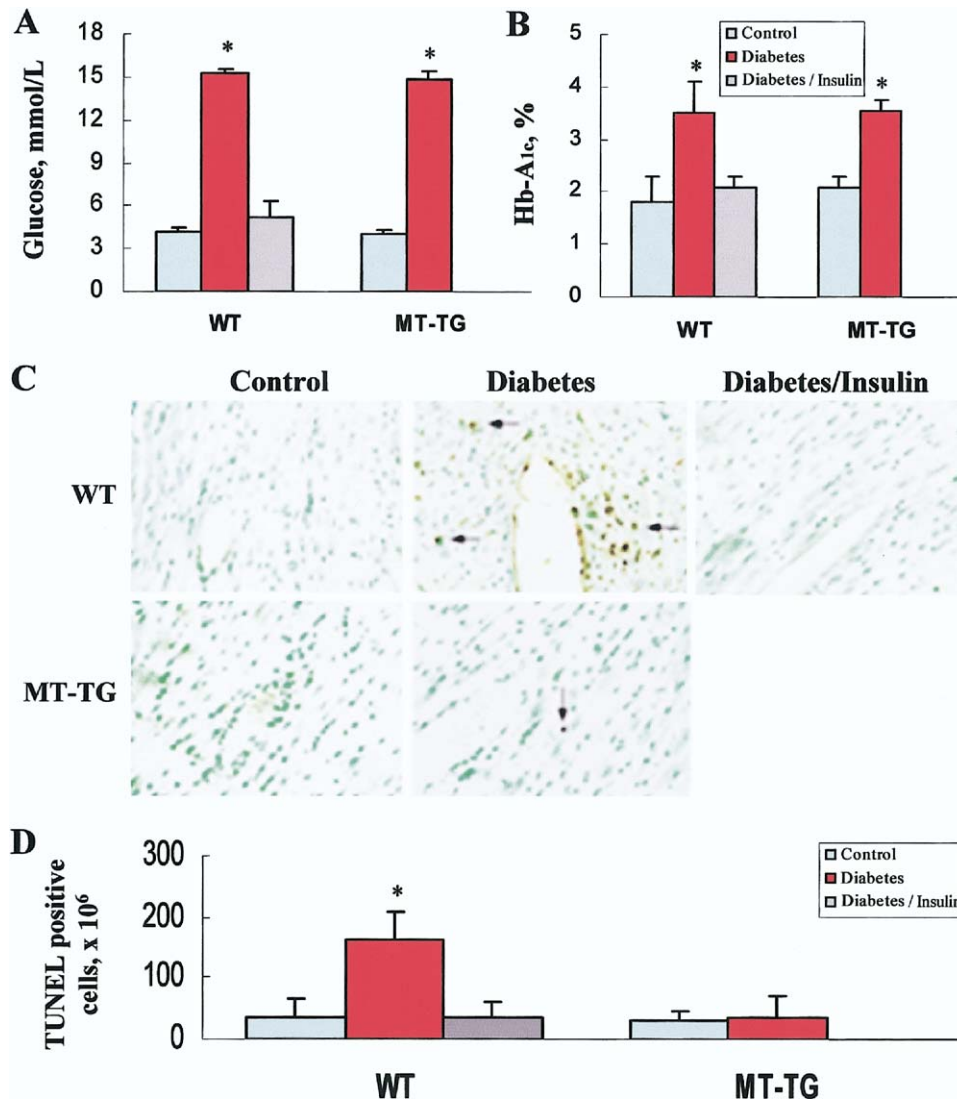 A
Glucose, mmol/L
18
15
12
9
6
3
0
*
*
WT
MT-TG
B
Hb-A1c, %
5
4
3
2
1
0
Control
Diabetes
Diabetes / Insulin
*
*
WT
MT-TG
C
Control
Diabetes
Diabetes/Insulin
WT
MT-TG
D
TUNEL positive
cells, x 10⁶
300
200
100
0
*
Control
Diabetes
Diabetes / Insulin
WT
MT-TG